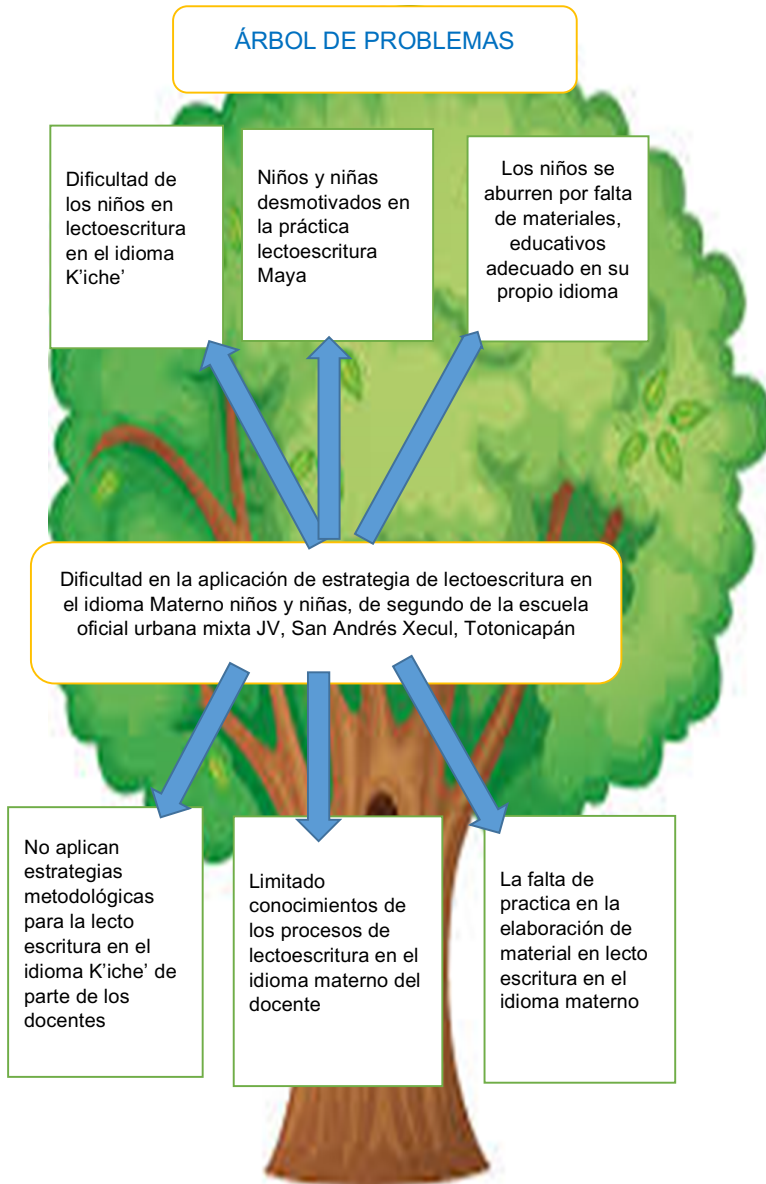 ÁRBOL DE PROBLEMAS
Dificultad de
los niños en
lectoescritura
en el idioma
K'iche'
Niños y niñas
desmotivados en
la práctica
lectoescritura
Maya
Los niños se
aburren por falta
de materiales,
educativos
adecuado en su
propio idioma
Dificultad en la aplicación de estrategia de lectoescritura en
el idioma Materno niños y niñas, de segundo de la escuela
oficial urbana mixta JV, San Andrés Xecul, Totonicapán
No aplican
estrategias
metodológicas
para la lecto
escritura en el
idioma K'iche' de
parte de los
docentes
Limitado
conocimientos de
los procesos de
lectoescritura en el
idioma materno del
docente
La falta de
practica en la
elaboración de
material en lecto
escritura en el
idioma materno